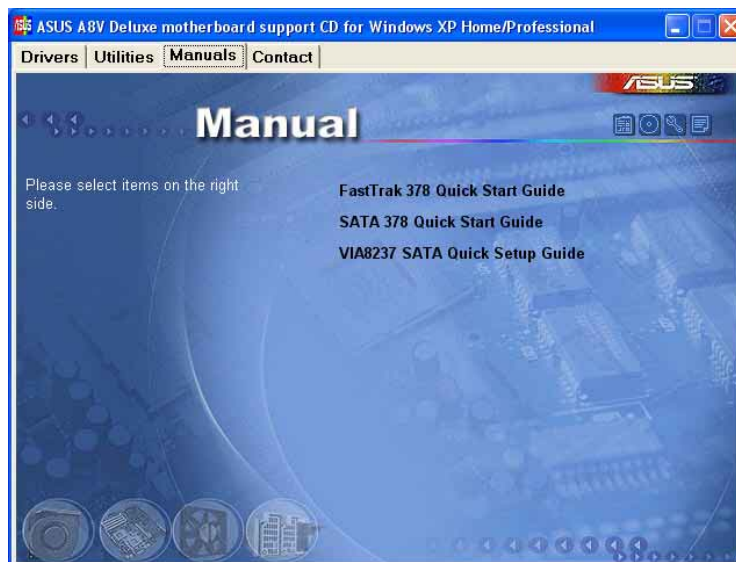 ASUS A8V Deluxe motherboard support CD for Windows XP Home/Professional
Drivers Utilities Manuals Contact
ASUS
Manual
Please select items on the right
side.
FastTrak 378 Quick Start Guide
SATA 378 Quick Start Guide
VIA8237 SATA Quick Setup Guide